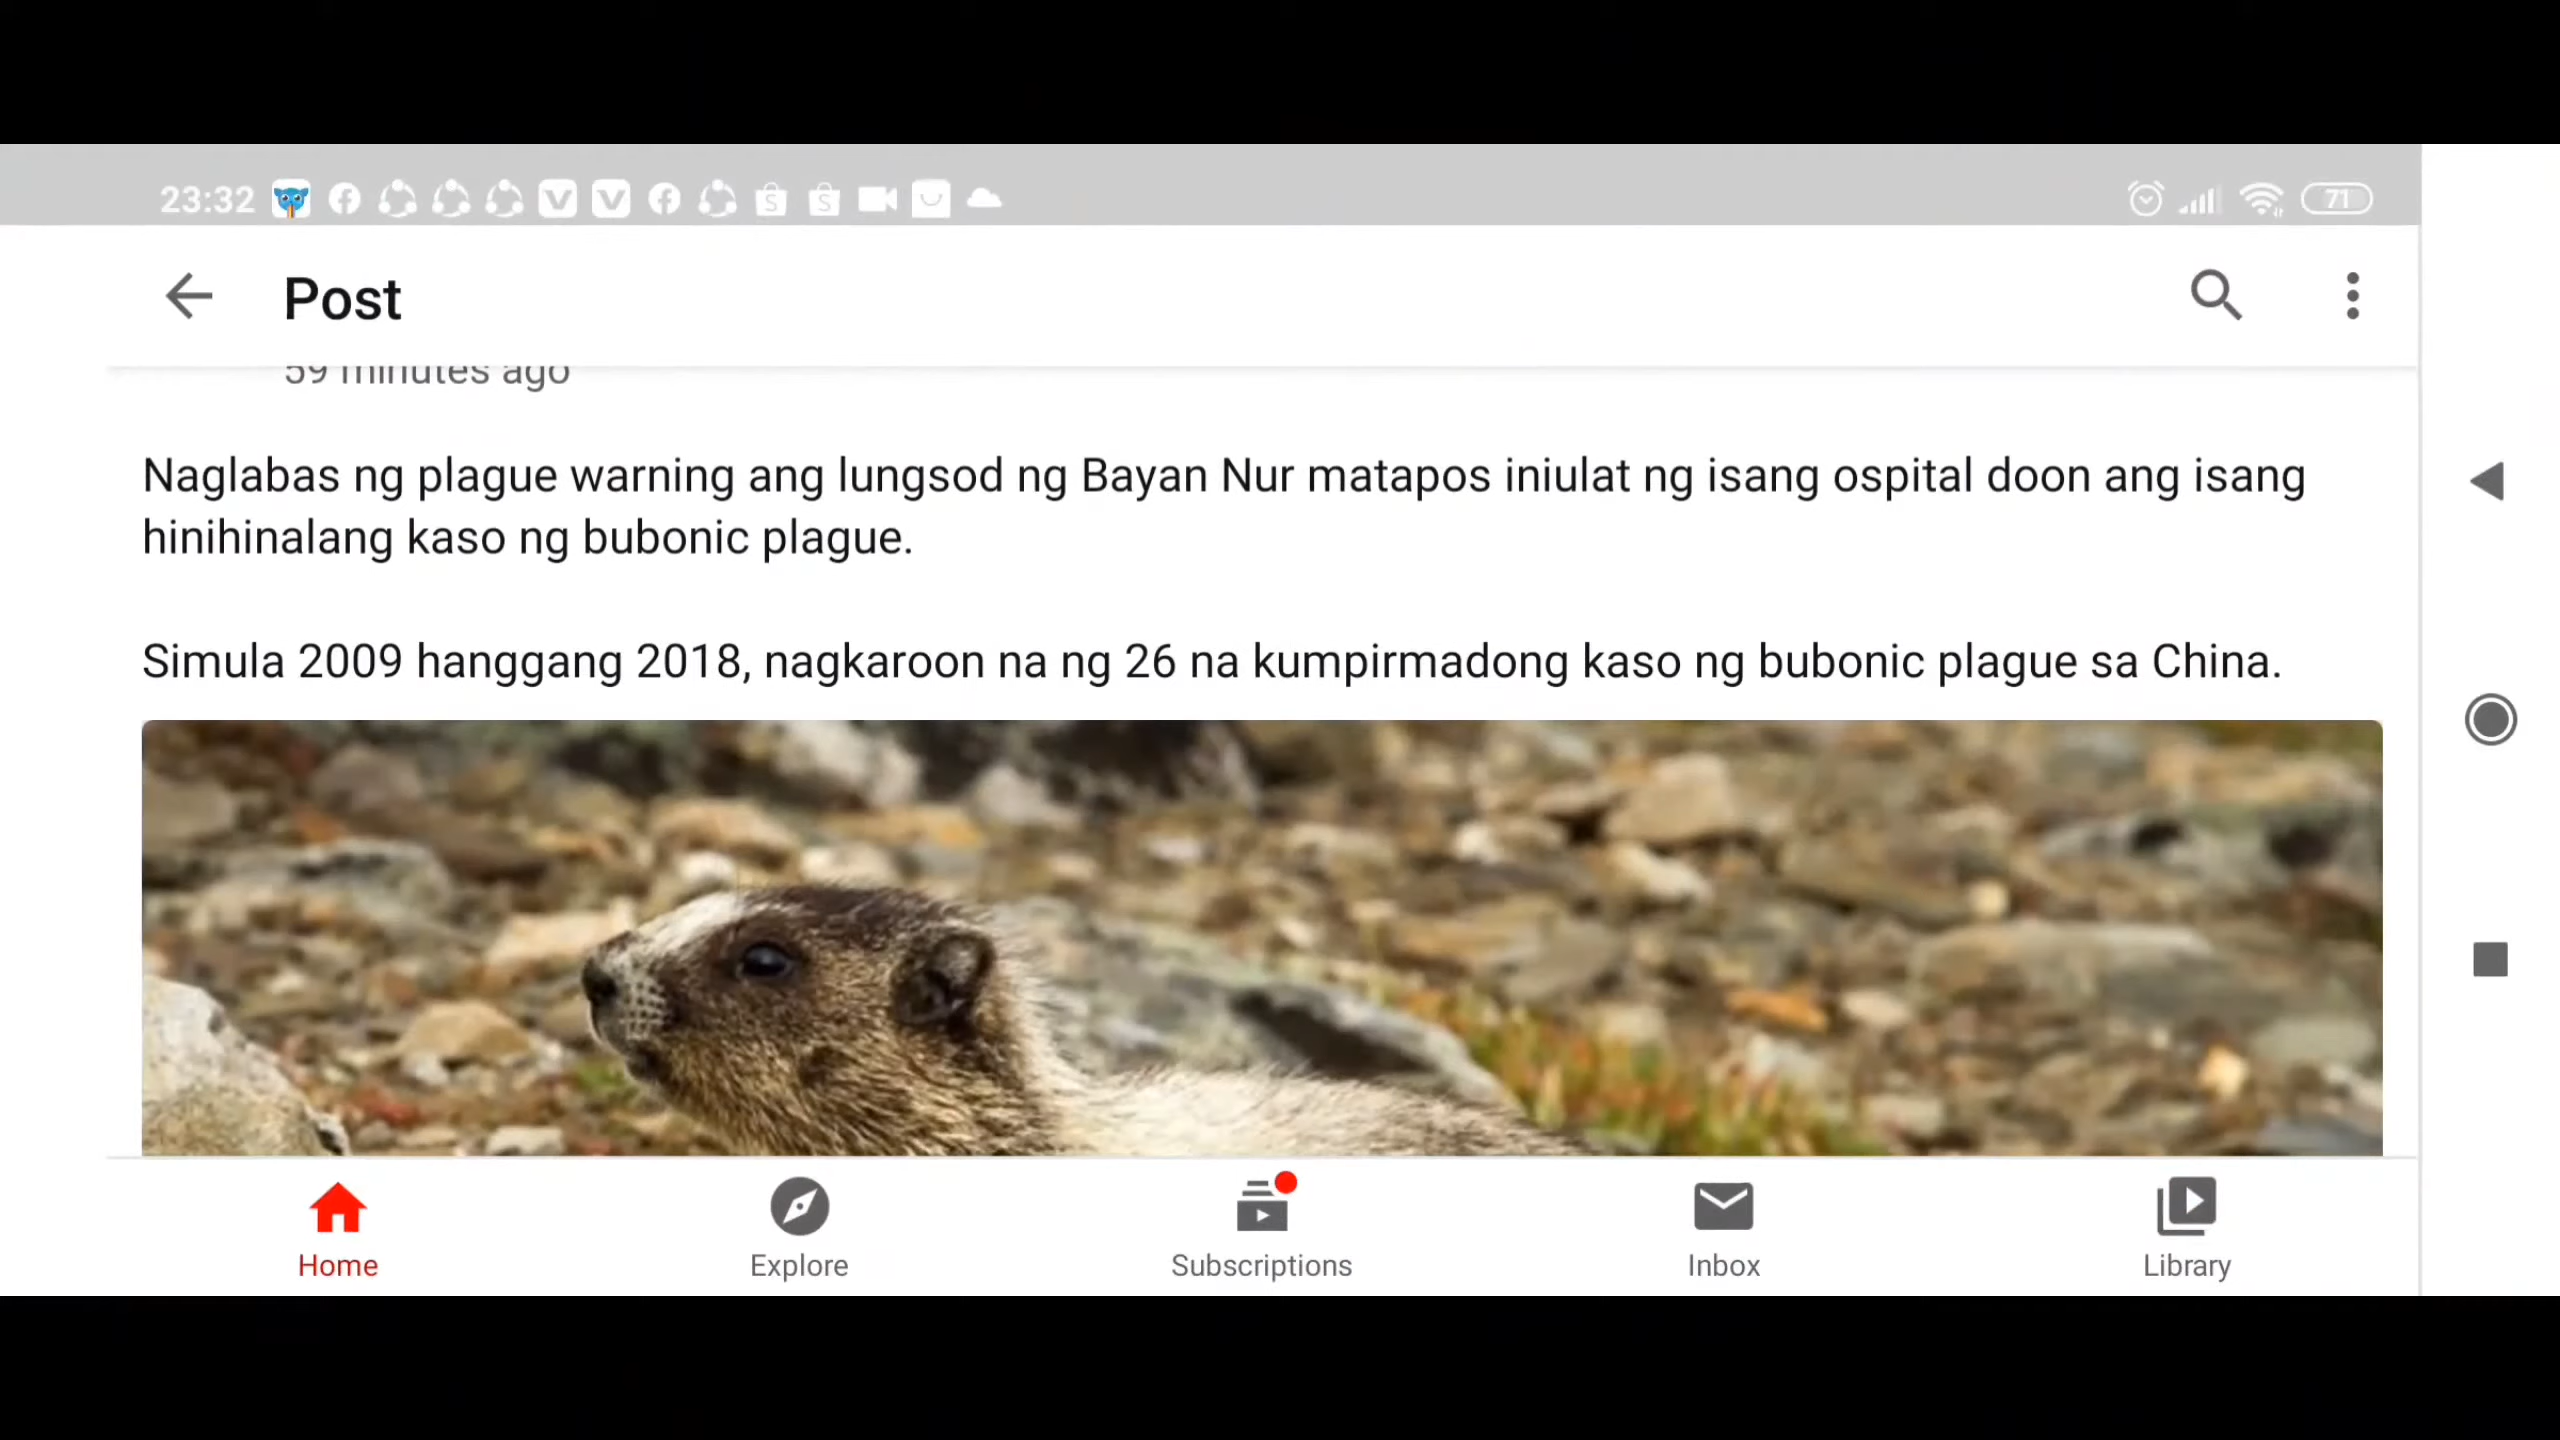 23:32
71
Post
59 minutes ago
Naglabas ng plague warning ang lungsod ng Bayan Nur matapos iniulat ng isang ospital doon ang isang
hinihinalang kaso ng bubonic plague.
Simula 2009 hanggang 2018, nagkaroon na ng 26 na kumpirmadong kaso ng bubonic plague sa China.
Home
Explore
Subscriptions
Inbox
Library